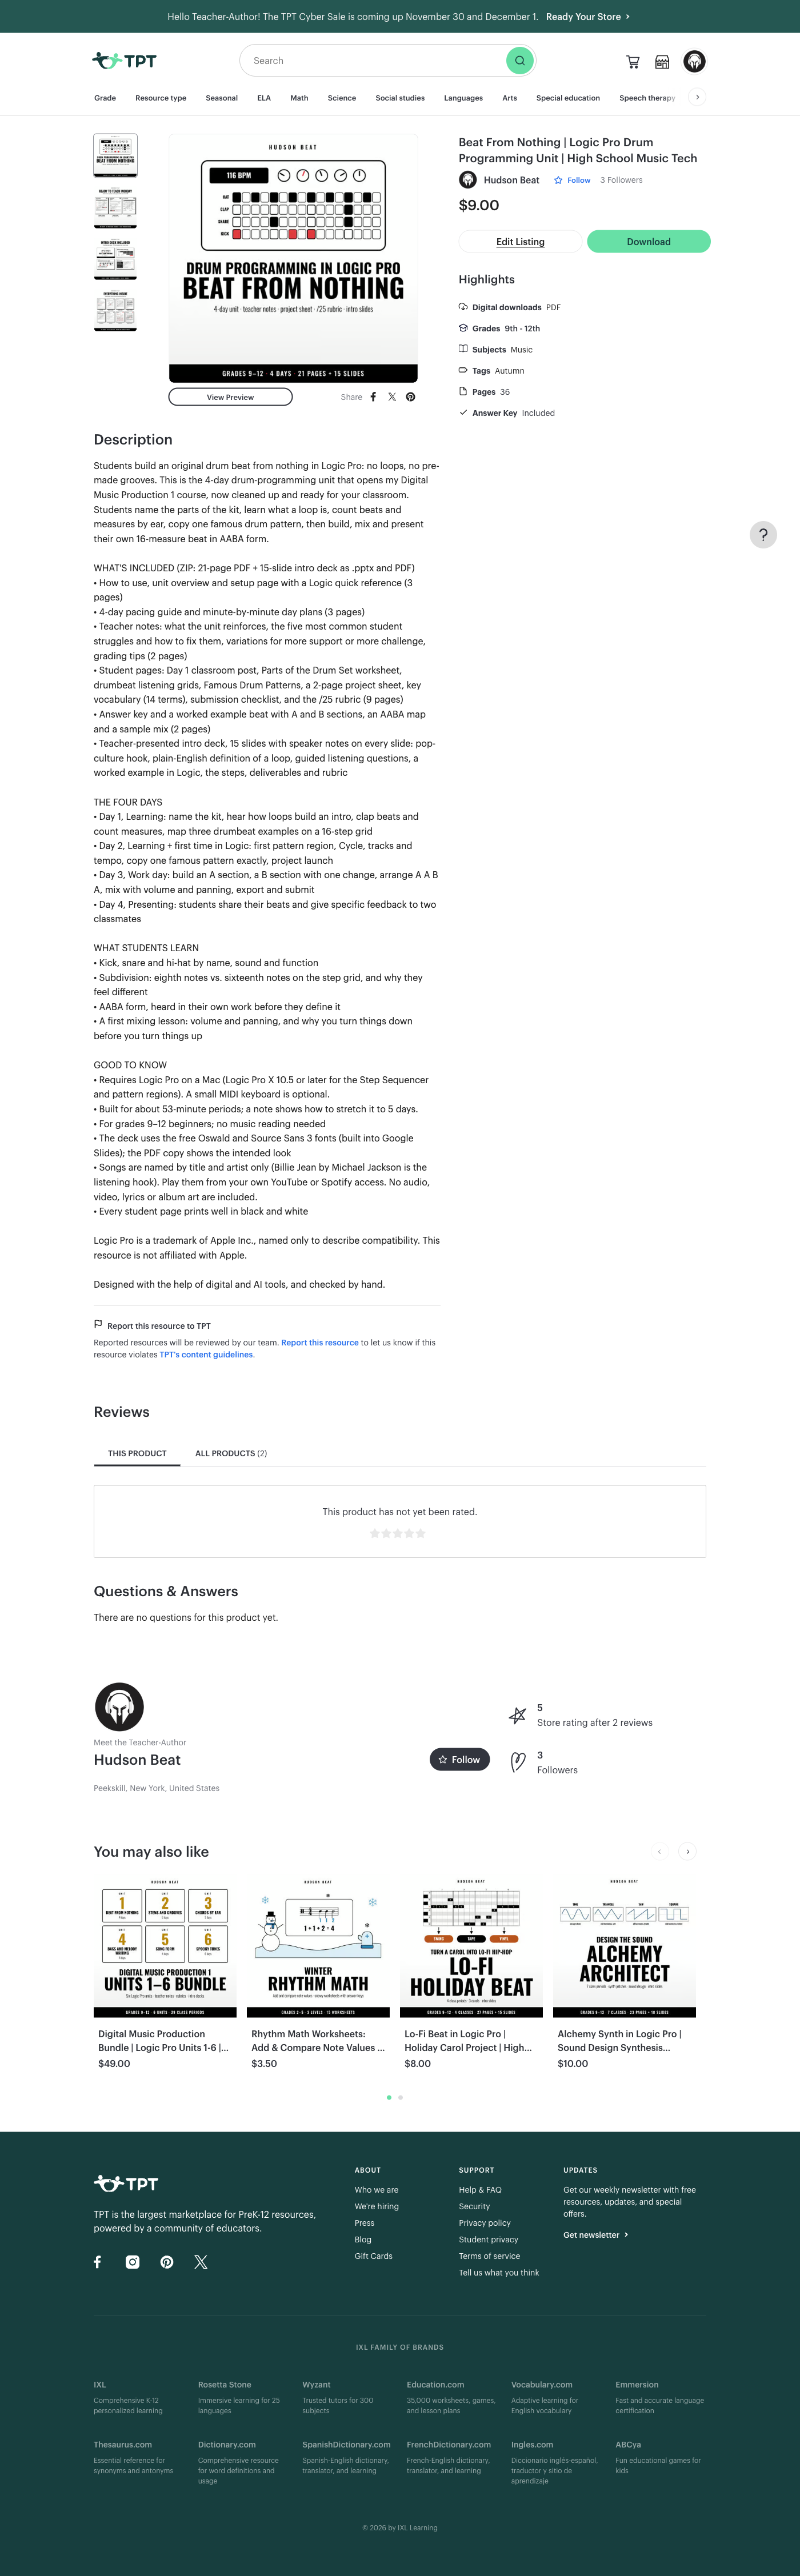 Hello Teacher-Author! The TPT Cyber Sale is coming up November 30 and December 1. Ready Your Store
TPT
Search
Grade Resource type Seasonal ELA Math Science Social studies Languages Arts Special education Speech therapy
HUDSON BEAT
116 BPM
HAT
CLAP
SNARE
KICK
DRUM PROGRAMMING IN LOGIC PRO
BEAT FROM NOTHING
4-day unit · teacher notes · project sheet · /25 rubric · intro slides
GRADES 9–12 · 4 DAYS · 21 PAGES + 15 SLIDES
View Preview
Share
Beat From Nothing | Logic Pro Drum
Programming Unit | High School Music Tech
Hudson Beat Follow 3 Followers
$9.00
Edit Listing Download
Highlights
Digital downloads PDF
Grades 9th - 12th
Subjects Music
Tags Autumn
Pages 36
Answer Key Included
?
Description
Students build an original drum beat from nothing in Logic Pro: no loops, no pre-
made grooves. This is the 4-day drum-programming unit that opens my Digital
Music Production 1 course, now cleaned up and ready for your classroom.
Students name the parts of the kit, learn what a loop is, count beats and
measures by ear, copy one famous drum pattern, then build, mix and present
their own 16-measure beat in AABA form.
WHAT'S INCLUDED (ZIP: 21-page PDF + 15-slide intro deck as .pptx and PDF)
• How to use, unit overview and setup page with a Logic quick reference (3
pages)
• 4-day pacing guide and minute-by-minute day plans (3 pages)
• Teacher notes: what the unit reinforces, the five most common student
struggles and how to fix them, variations for more support or more challenge,
grading tips (2 pages)
• Student pages: Day 1 classroom post, Parts of the Drum Set worksheet,
drumbeat listening grids, Famous Drum Patterns, a 2-page project sheet, key
vocabulary (14 terms), submission checklist, and the /25 rubric (9 pages)
• Answer key and a worked example beat with A and B sections, an AABA map
and a sample mix (2 pages)
• Teacher-presented intro deck, 15 slides with speaker notes on every slide: pop-
culture hook, plain-English definition of a loop, guided listening questions, a
worked example in Logic, the steps, deliverables and rubric
THE FOUR DAYS
• Day 1, Learning: name the kit, hear how loops build an intro, clap beats and
count measures, map three drumbeat examples on a 16-step grid
• Day 2, Learning + first time in Logic: first pattern region, Cycle, tracks and
tempo, copy one famous pattern exactly, project launch
• Day 3, Work day: build an A section, a B section with one change, arrange A A B
A, mix with volume and panning, export and submit
• Day 4, Presenting: students share their beats and give specific feedback to two
classmates
WHAT STUDENTS LEARN
• Kick, snare and hi-hat by name, sound and function
• Subdivision: eighth notes vs. sixteenth notes on the step grid, and why they
feel different
• AABA form, heard in their own work before they define it
• A first mixing lesson: volume and panning, and why you turn things down
before you turn things up
GOOD TO KNOW
• Requires Logic Pro on a Mac (Logic Pro X 10.5 or later for the Step Sequencer
and pattern regions). A small MIDI keyboard is optional.
• Built for about 53-minute periods; a note shows how to stretch it to 5 days.
• For grades 9–12 beginners; no music reading needed
• The deck uses the free Oswald and Source Sans 3 fonts (built into Google
Slides); the PDF copy shows the intended look
• Songs are named by title and artist only (Billie Jean by Michael Jackson is the
listening hook). Play them from your own YouTube or Spotify access. No audio,
video, lyrics or album art are included.
• Every student page prints well in black and white
Logic Pro is a trademark of Apple Inc., named only to describe compatibility. This
resource is not affiliated with Apple.
Designed with the help of digital and AI tools, and checked by hand.
Report this resource to TPT
Reported resources will be reviewed by our team. Report this resource to let us know if this
resource violates TPT's content guidelines.
Reviews
THIS PRODUCT ALL PRODUCTS (2)
This product has not yet been rated.
Questions & Answers
There are no questions for this product yet.
Meet the Teacher-Author
Hudson Beat
Peekskill, New York, United States
Follow
5
Store rating after 2 reviews
3
Followers
You may also like
1 2 3
4 5 6
DIGITAL MUSIC PRODUCTION 1
UNITS 1–6 BUNDLE
Digital Music Production
Bundle | Logic Pro Units 1-6 |...
$49.00
HUDSON BEAT
1 + 1 + 2 = 4
WINTER
RHYTHM MATH
Rhythm Math Worksheets:
Add & Compare Note Values ...
$3.50
HUDSON BEAT
SWING TAPE VINYL
TURN A CAROL INTO LO-FI HIP-HOP
LO-FI
HOLIDAY BEAT
Lo-Fi Beat in Logic Pro |
Holiday Carol Project | High...
$8.00
HUDSON BEAT
DESIGN THE SOUND
ALCHEMY
ARCHITECT
Alchemy Synth in Logic Pro |
Sound Design Synthesis...
$10.00
TPT
TPT is the largest marketplace for PreK-12 resources,
powered by a community of educators.
ABOUT
Who we are
We're hiring
Press
Blog
Gift Cards
SUPPORT
Help & FAQ
Security
Privacy policy
Student privacy
Terms of service
Tell us what you think
UPDATES
Get our weekly newsletter with free
resources, updates, and special
offers.
Get newsletter
IXL FAMILY OF BRANDS
IXL
Comprehensive K-12
personalized learning
Rosetta Stone
Immersive learning for 25
languages
Wyzant
Trusted tutors for 300
subjects
Education.com
35,000 worksheets, games,
and lesson plans
Vocabulary.com
Adaptive learning for
English vocabulary
Emmersion
Fast and accurate language
certification
Thesaurus.com
Essential reference for
synonyms and antonyms
Dictionary.com
Comprehensive resource
for word definitions and
usage
SpanishDictionary.com
Spanish-English dictionary,
translator, and learning
FrenchDictionary.com
French-English dictionary,
translator, and learning
Ingles.com
Diccionario inglés-español,
traductor y sitio de
aprendizaje
ABCya
Fun educational games for
kids
© 2026 by IXL Learning